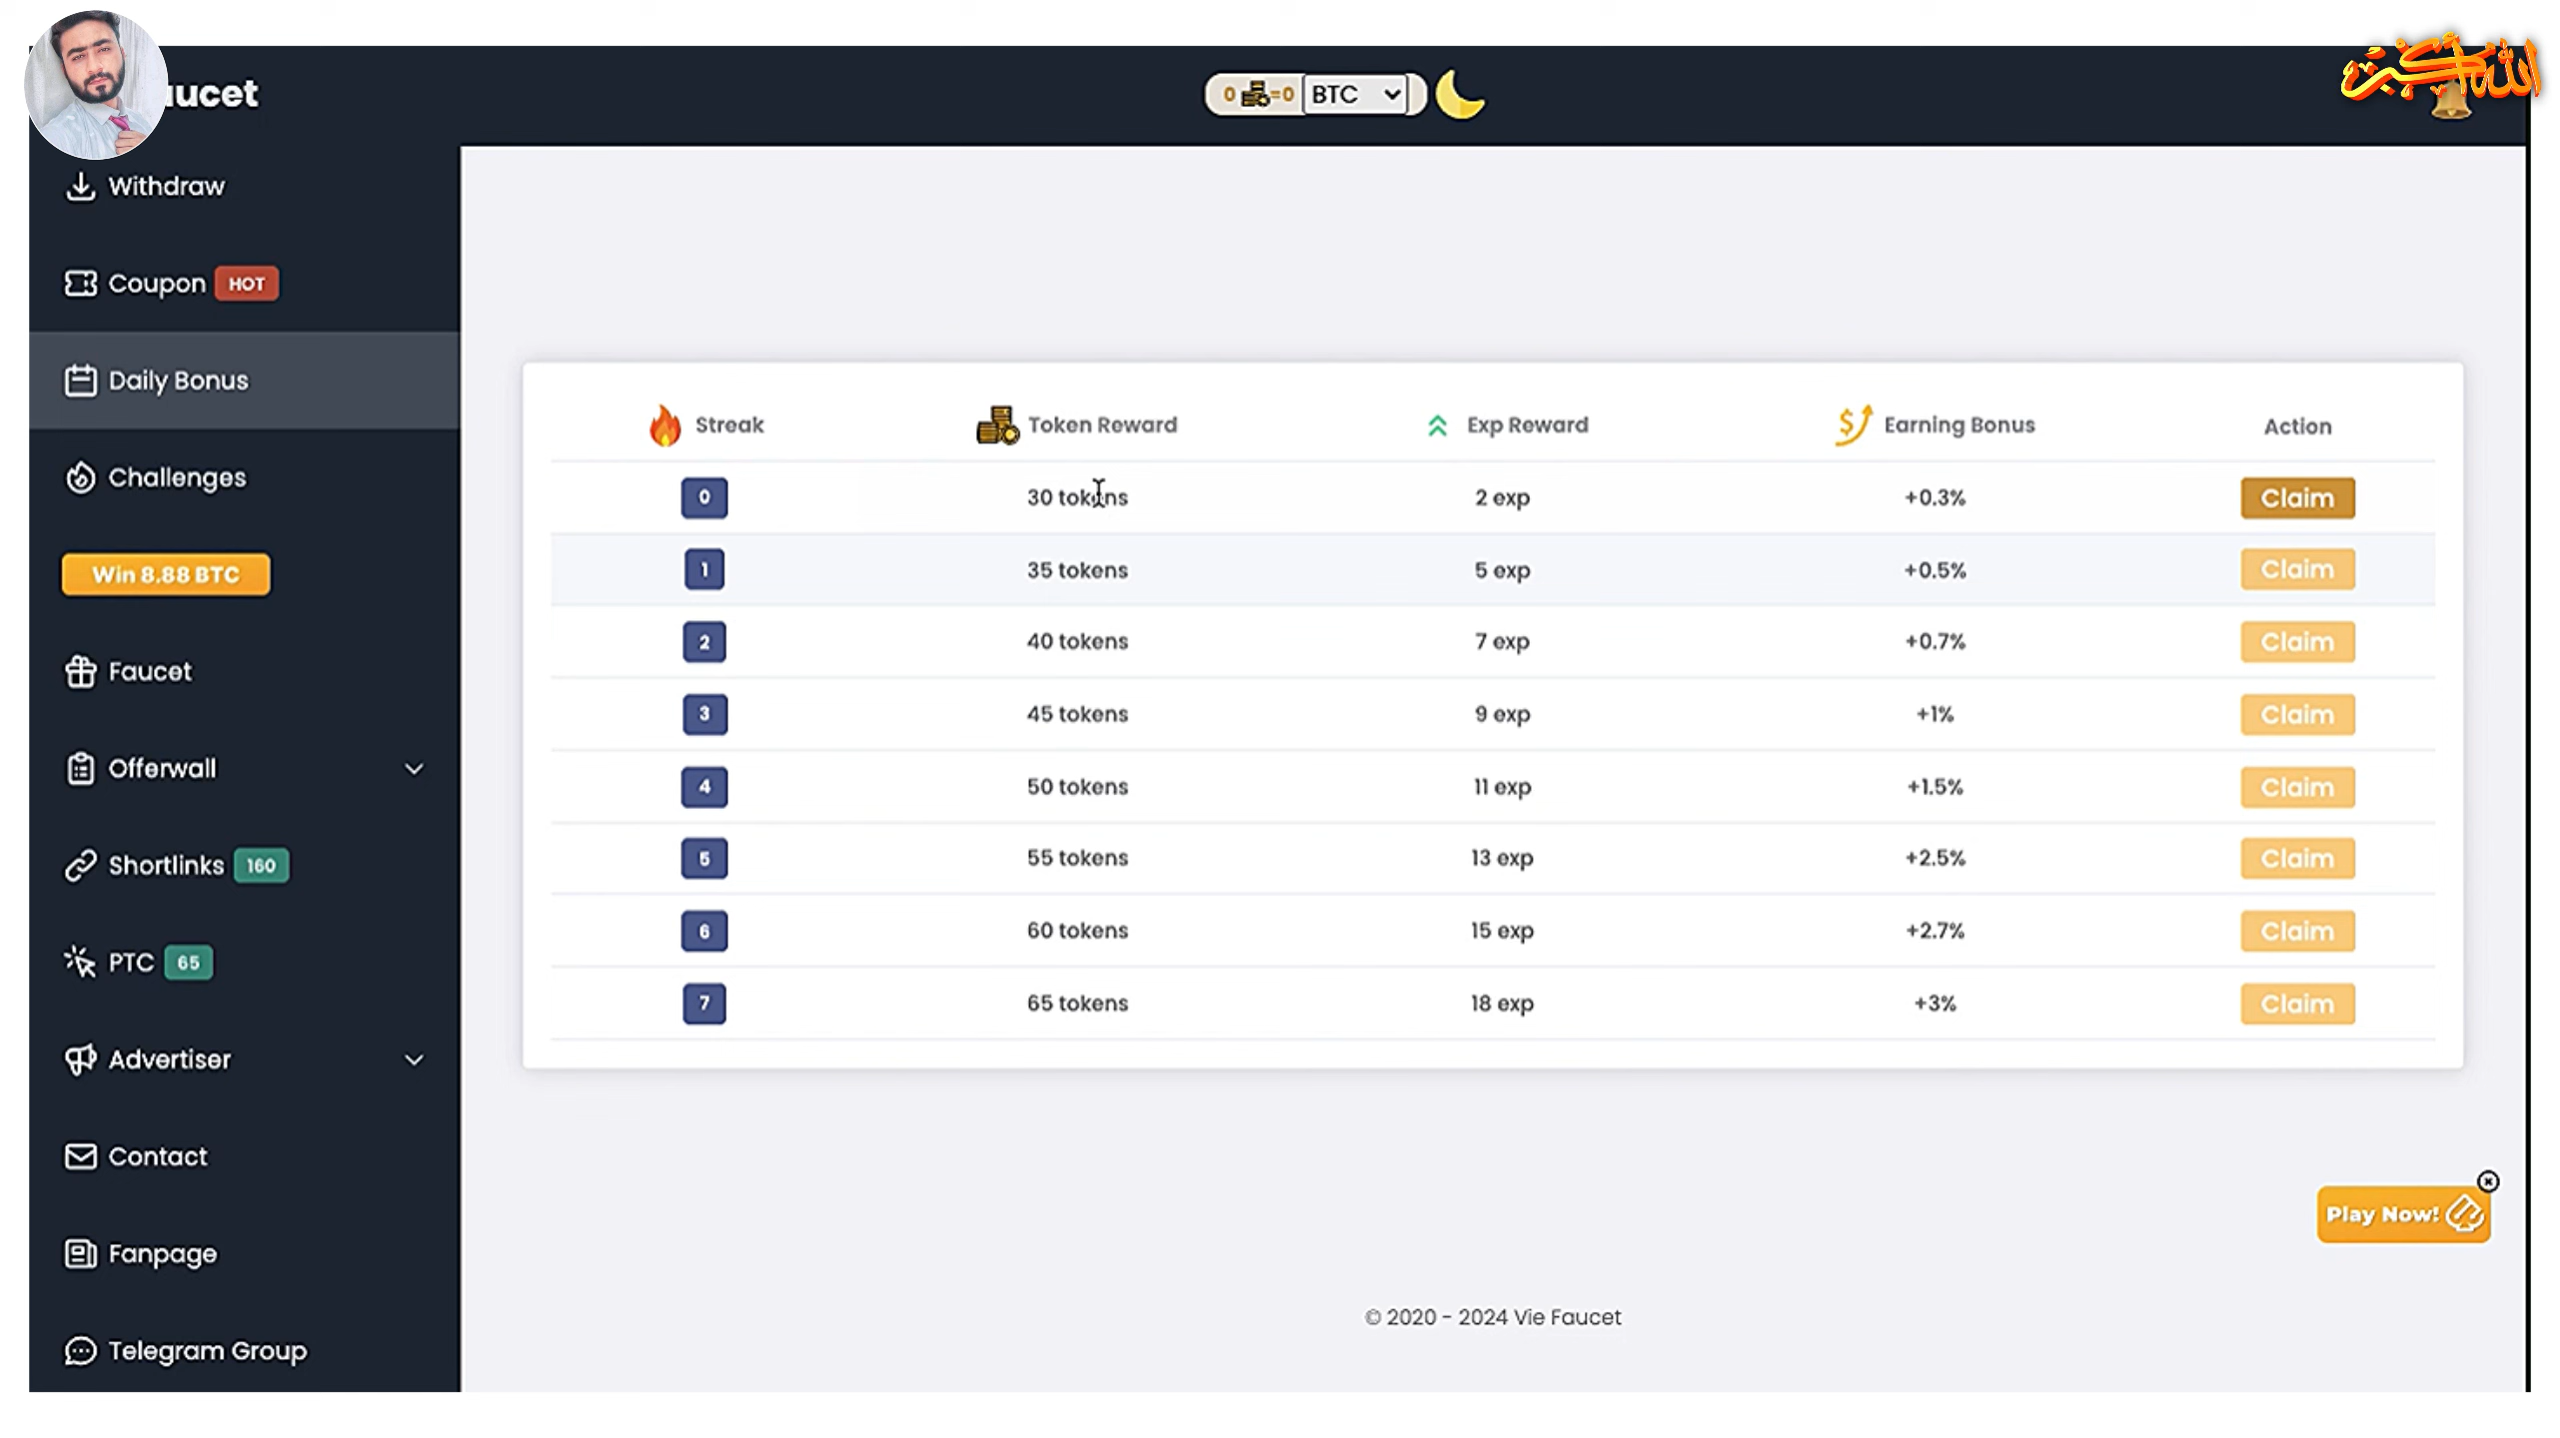 aucet
0 =0 BTC
الله أكبر
Withdraw
Coupon HOT
Daily Bonus
Challenges
Win 8.88 BTC
Faucet
Offerwall
Shortlinks 160
PTC 65
Advertiser
Contact
Fanpage
Telegram Group
Streak Token Reward Exp Reward Earning Bonus Action
0 30 tokens 2 exp +0.3% Claim
1 35 tokens 5 exp +0.5% Claim
2 40 tokens 7 exp +0.7% Claim
3 45 tokens 9 exp +1% Claim
4 50 tokens 11 exp +1.5% Claim
5 55 tokens 13 exp +2.5% Claim
6 60 tokens 15 exp +2.7% Claim
7 65 tokens 18 exp +3% Claim
Play Now!
© 2020 - 2024 Vie Faucet